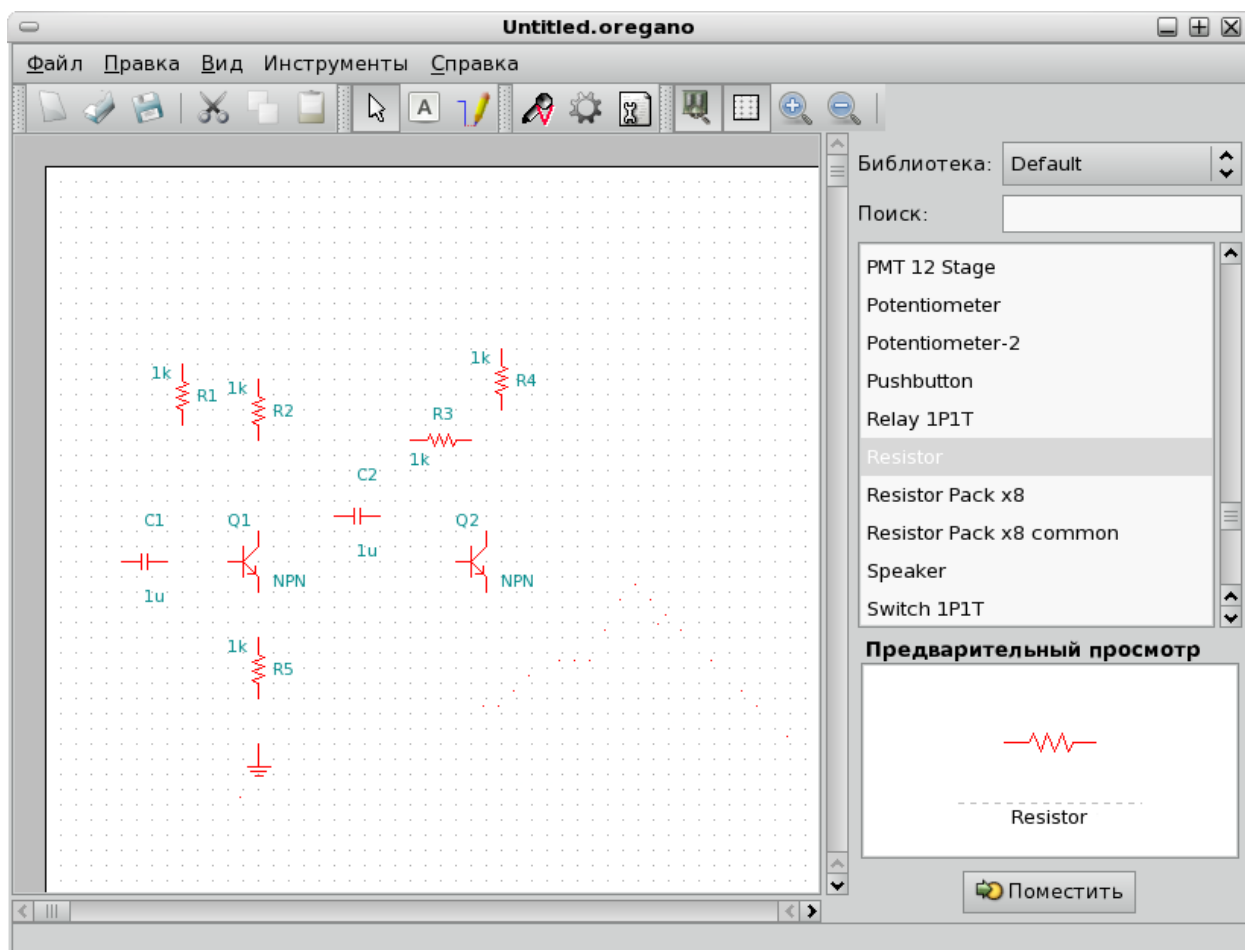 Untitled.oregano
Файл Правка Вид Инструменты Справка
A
Библиотека: Default
Поиск:
PMT 12 Stage
Potentiometer
Potentiometer-2
Pushbutton
Relay 1P1T
Resistor
Resistor Pack x8
Resistor Pack x8 common
Speaker
Switch 1P1T
Предварительный просмотр
Resistor
Поместить
1k R1
1k R2
1k R4
R3
1k
C2
1u
C1
1u
Q1
NPN
Q2
NPN
1k R5